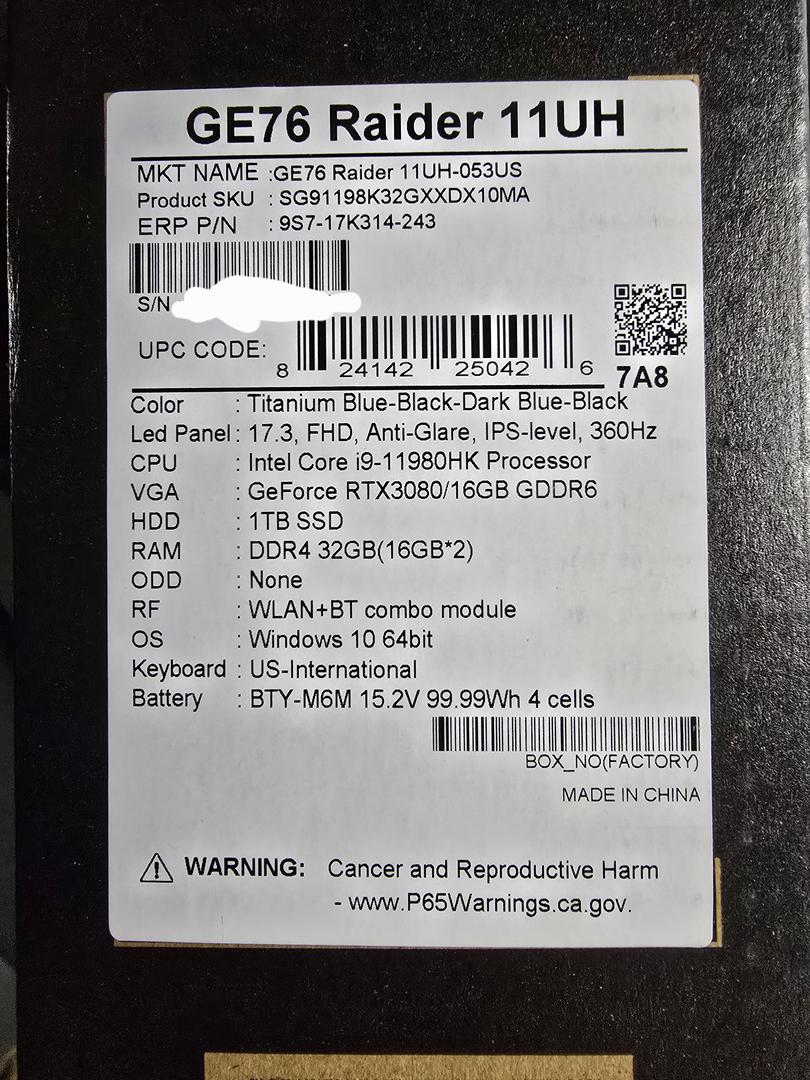 GE76 Raider 11UH
MKT NAME :GE76 Raider 11UH-053US
Product SKU : SG91198K32GXXDX10MA
ERP P/N : 9S7-17K314-243
S/N
UPC CODE: 8 24142 25042 6
7A8
Color : Titanium Blue-Black-Dark Blue-Black
Led Panel : 17.3, FHD, Anti-Glare, IPS-level, 360Hz
CPU : Intel Core i9-11980HK Processor
VGA : GeForce RTX3080/16GB GDDR6
HDD : 1TB SSD
RAM : DDR4 32GB(16GB*2)
ODD : None
RF : WLAN+BT combo module
OS : Windows 10 64bit
Keyboard : US-International
Battery : BTY-M6M 15.2V 99.99Wh 4 cells
BOX_NO(FACTORY)
MADE IN CHINA
WARNING: Cancer and Reproductive Harm
- www.P65Warnings.ca.gov.